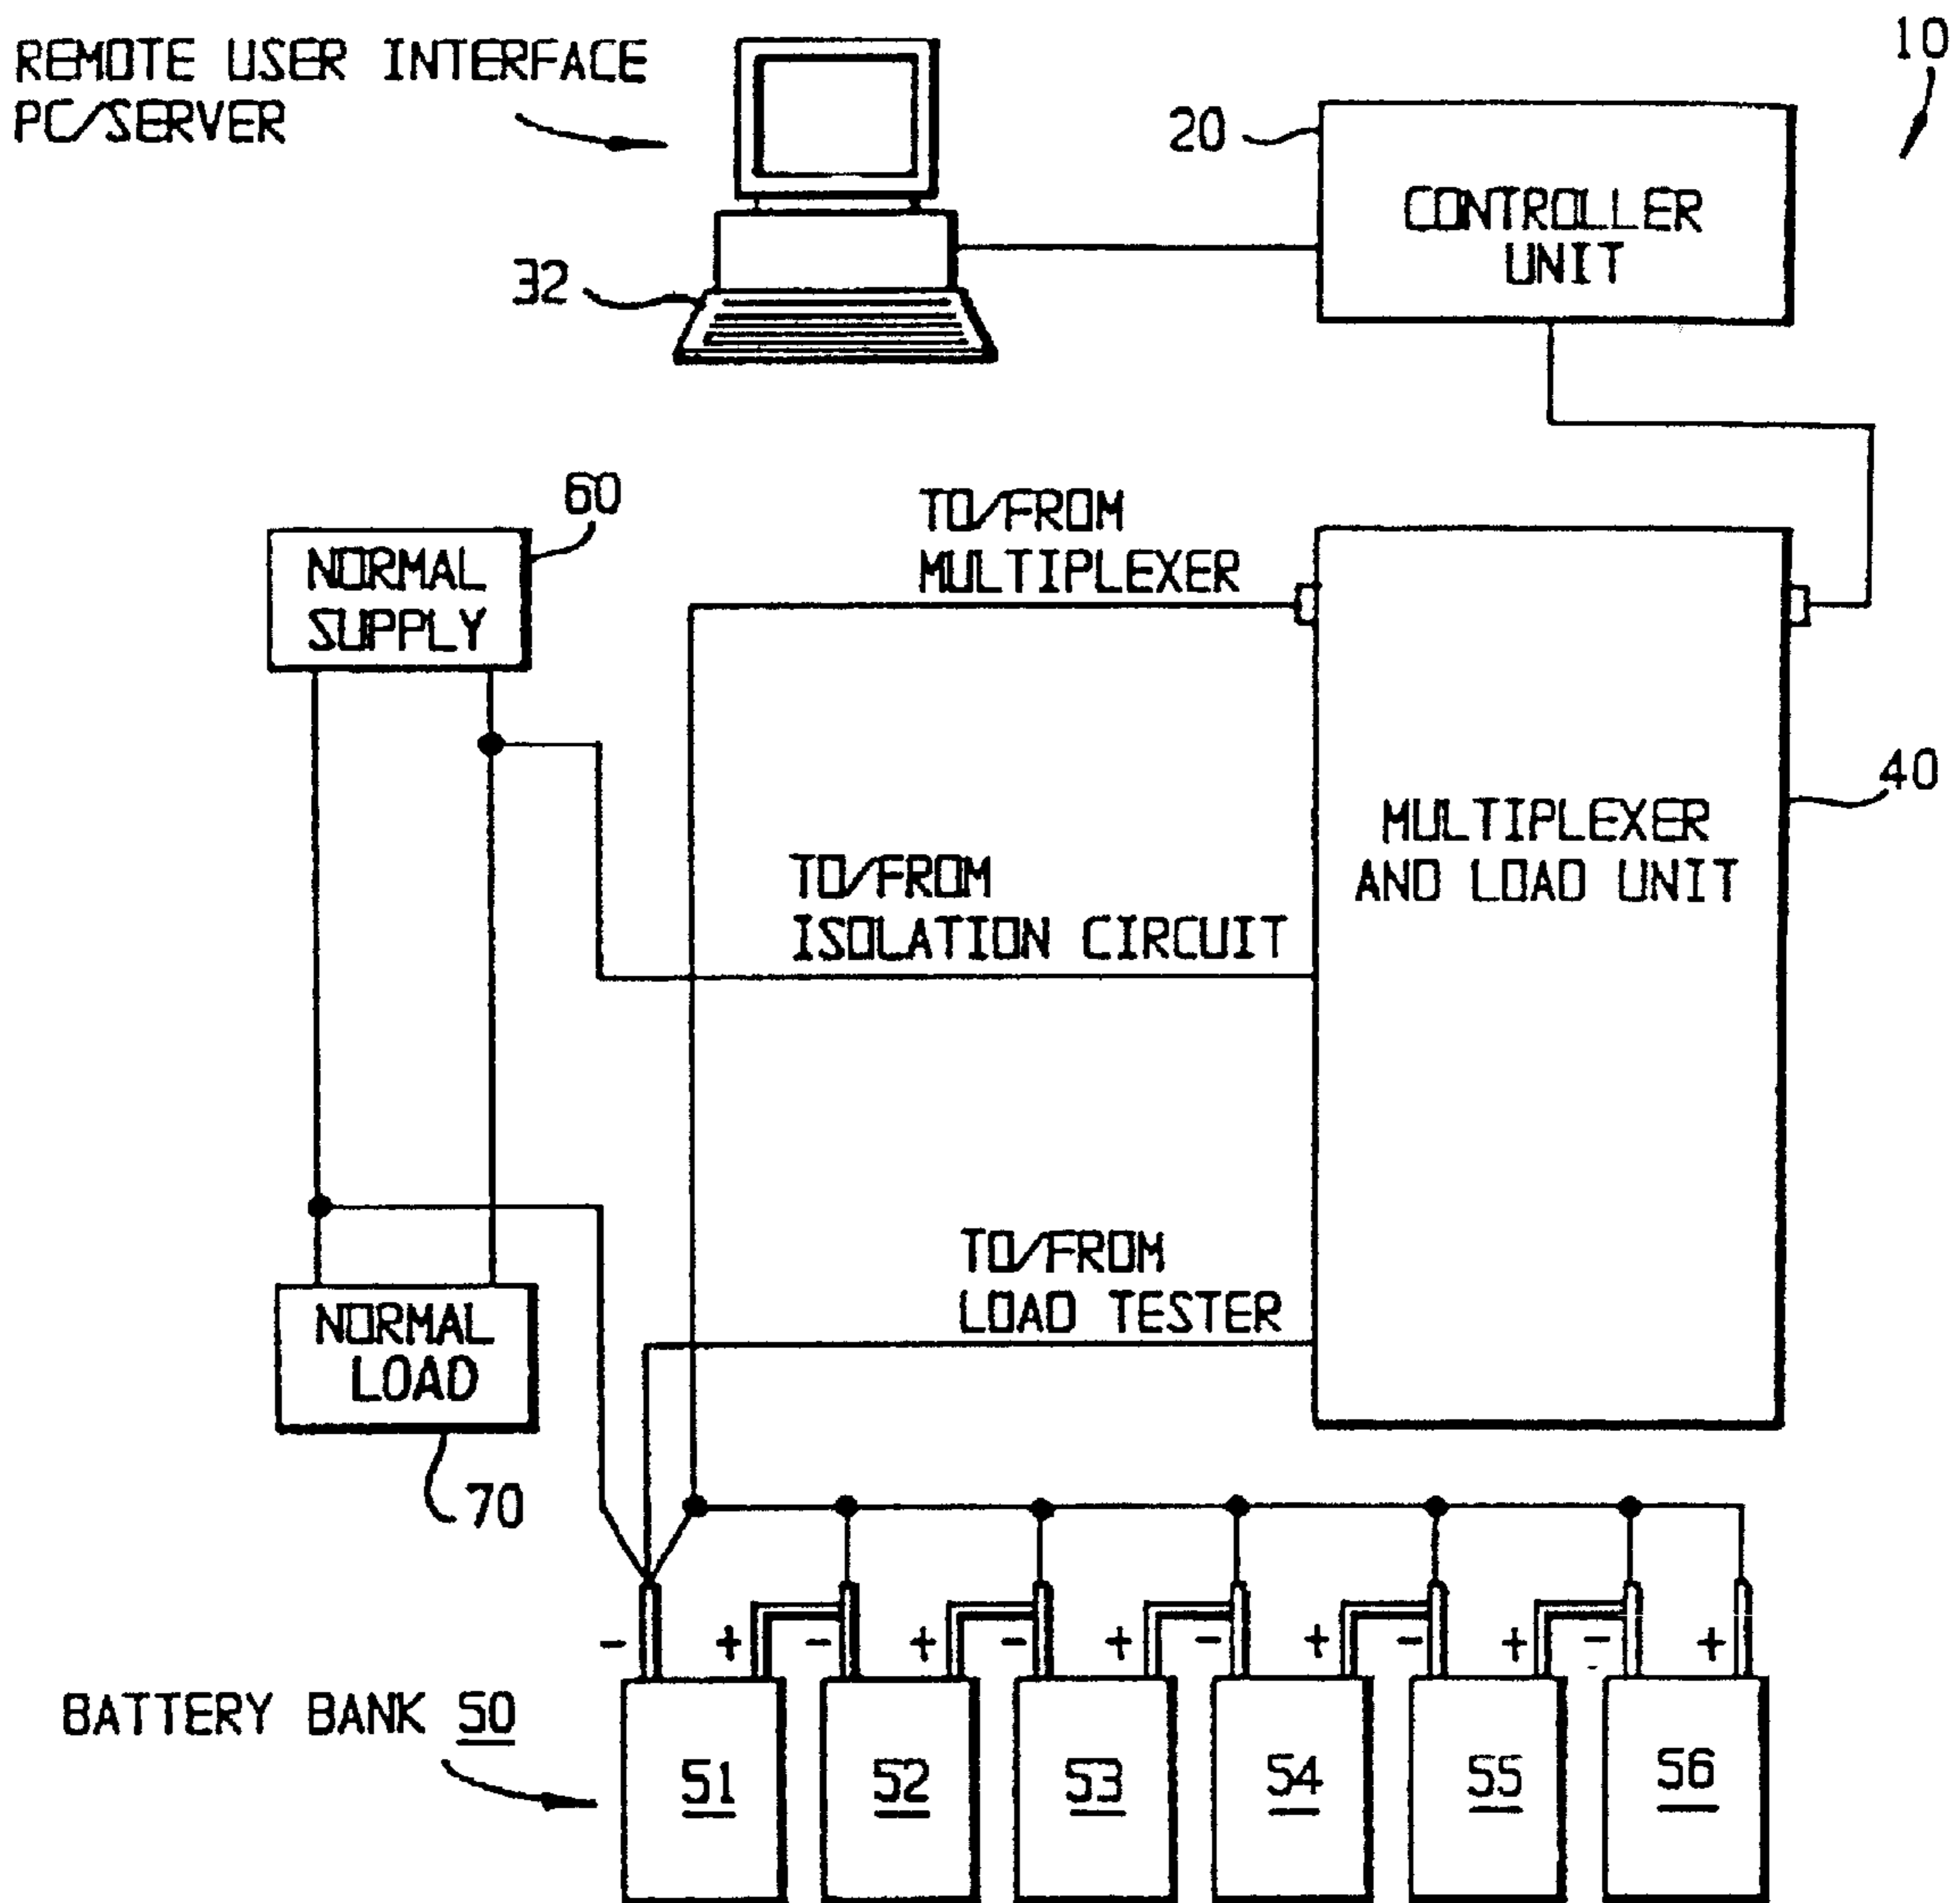 REMOTE USER INTERFACE
PC/SERVER
10
20
CONTROLLER
UNIT
32
60
NORMAL
SUPPLY
TO/FROM
MULTIPLEXER
40
MULTIPLEXER
AND LOAD UNIT
TO/FROM
ISOLATION CIRCUIT
TO/FROM
LOAD TESTER
NORMAL
LOAD
70
- + - + - + - + - + - +
BATTERY BANK 50
51 52 53 54 55 56